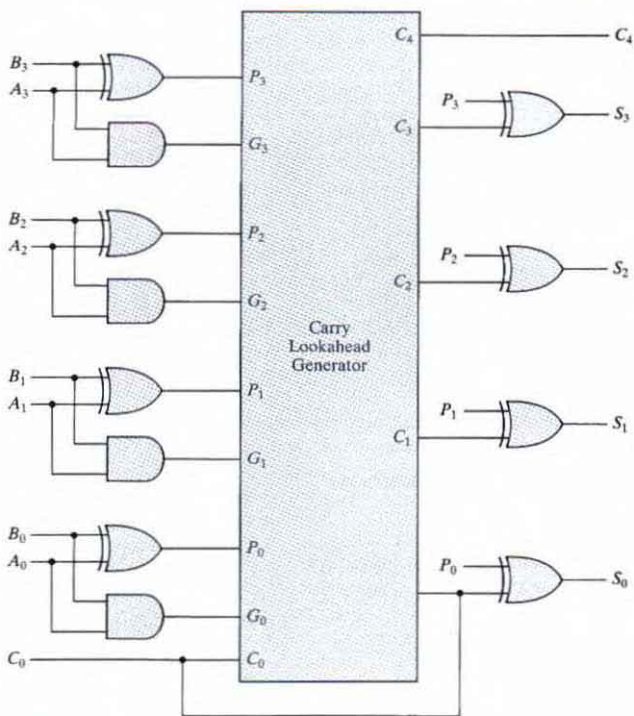 C₄ C₄
B₃
A₃ P₃ P₃
S₃
C₃
G₃
B₂ P₂
A₂ P₂
S₂
C₂
G₂
Carry
Lookahead
Generator
B₁
A₁ P₁ P₁
S₁
C₁
G₁
B₀
A₀ P₀ P₀
S₀
G₀
C₀ C₀